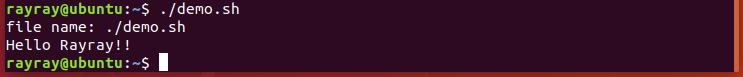 rayray@ubuntu:~$ ./demo.sh
file name: ./demo.sh
Hello Rayray!!
rayray@ubuntu:~$